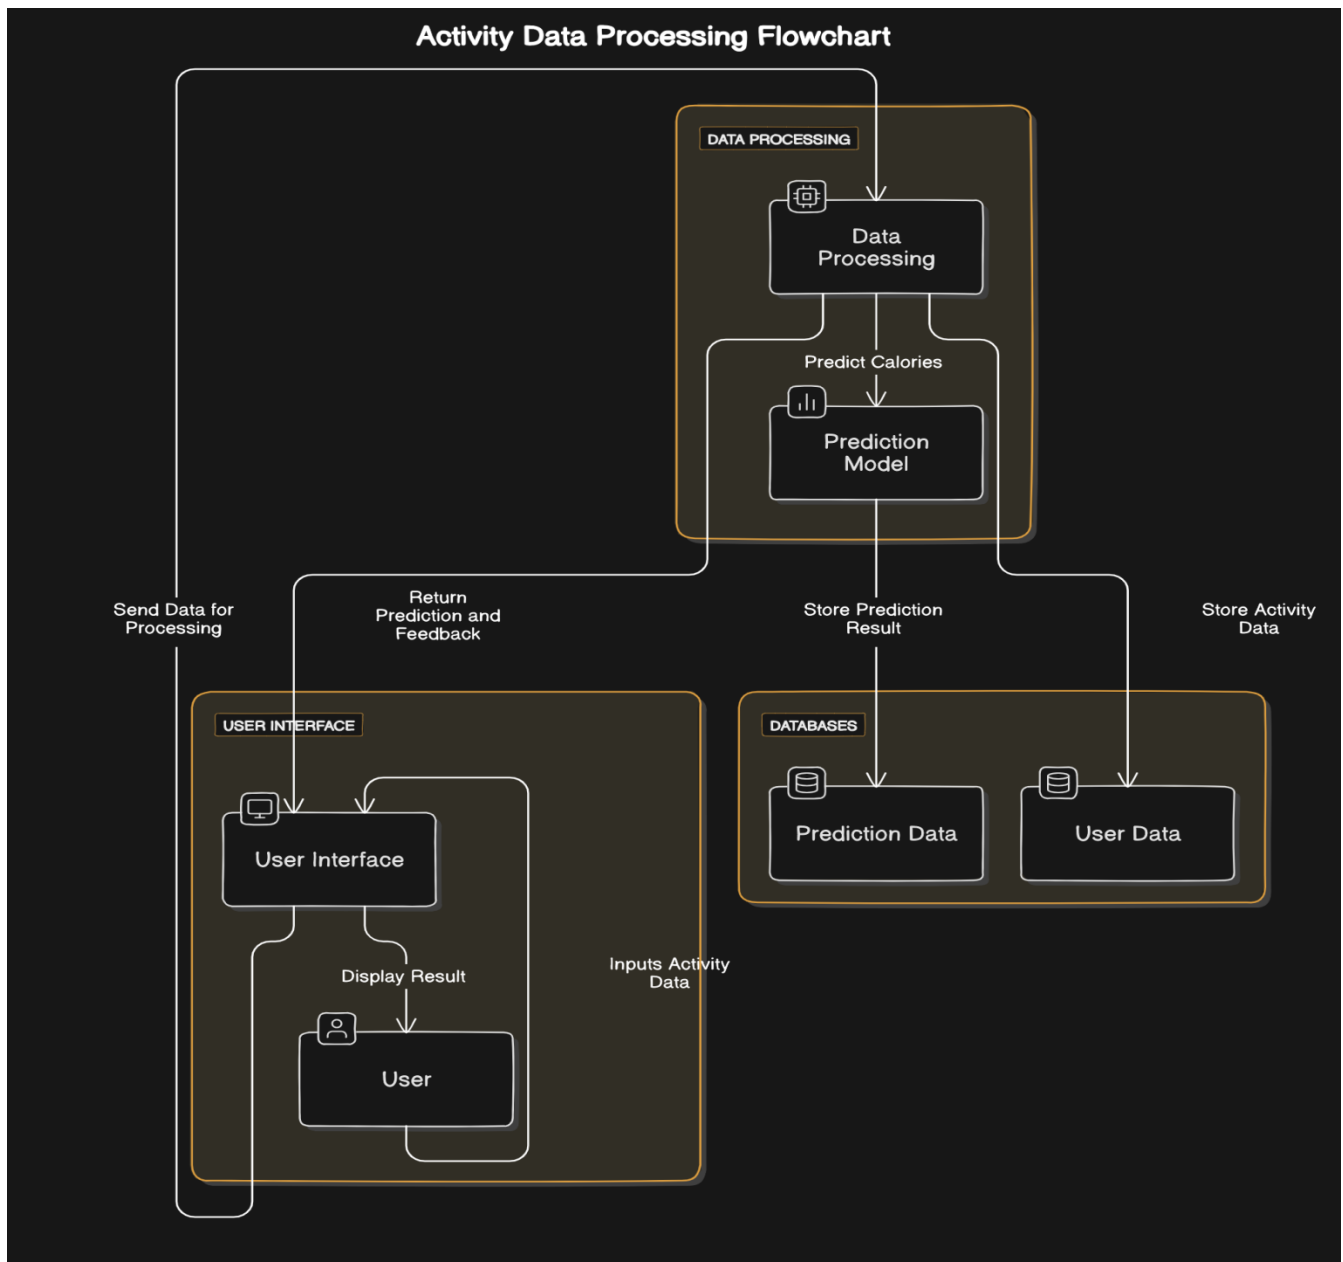 Activity Data Processing Flowchart
DATA PROCESSING
Data
Processing
Predict Calories
Prediction
Model
Send Data for
Processing
Return
Prediction and
Feedback
Store Prediction
Result
Store Activity
Data
USER INTERFACE
User Interface
Display Result
Inputs Activity
Data
User
DATABASES
Prediction Data
User Data